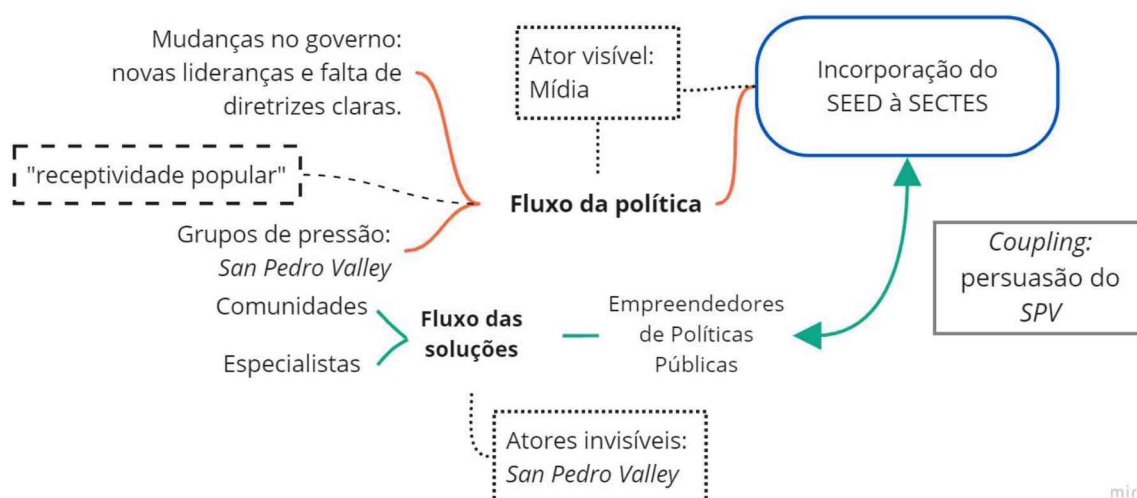 Mudanças no governo:
novas lideranças e falta de
diretrizes claras.
"receptividade popular"
Grupos de pressão:
San Pedro Valley
Fluxo da política
Ator visível:
Mídia
Incorporação do
SEED à SECTES
Coupling:
persuasão do
SPV
Comunidades
Especialistas
Fluxo das
soluções
Empreendedores
de Políticas
Públicas
Atores invisíveis:
San Pedro Valley